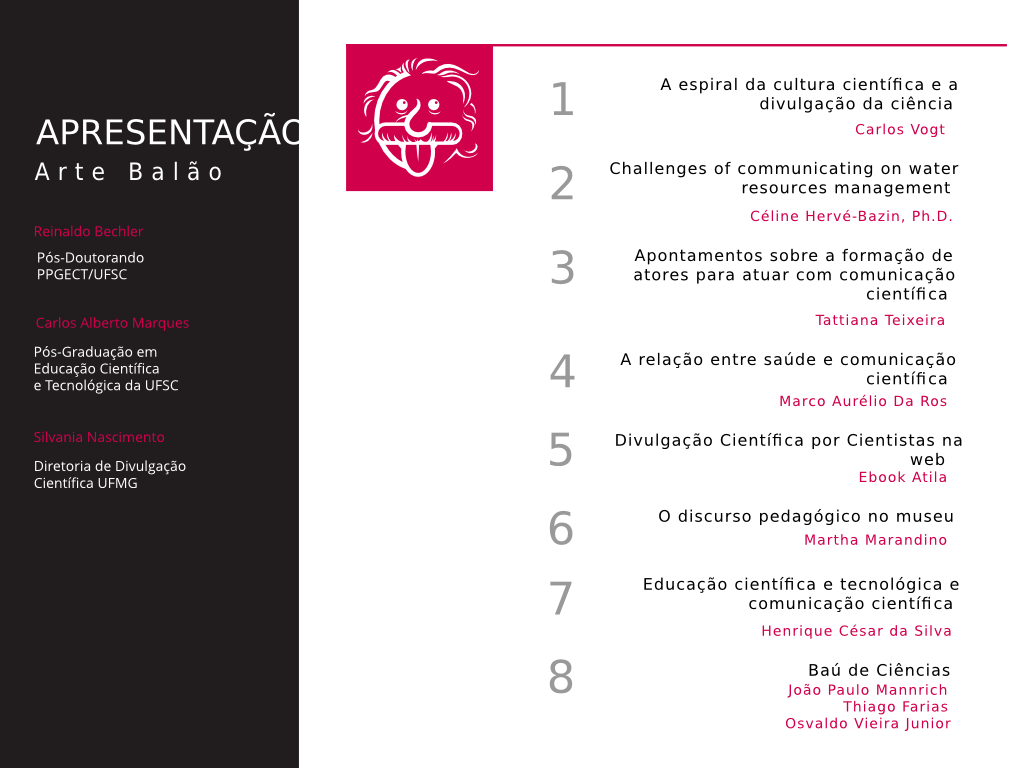 APRESENTAÇÃO
Arte Balão
Reinaldo Bechler
Pós-Doutorando
PPGECT/UFSC
Carlos Alberto Marques
Pós-Graduação em
Educação Científica
e Tecnológica da UFSC
Silvania Nascimento
Diretoria de Divulgação
Científica UFMG
1
A espiral da cultura científica e a
divulgação da ciência
Carlos Vogt
2
Challenges of communicating on water
resources management
Céline Hervé-Bazin, Ph.D.
3
Apontamentos sobre a formação de
atores para atuar com comunicação
científica
Tattiana Teixeira
4
A relação entre saúde e comunicação
científica
Marco Aurélio Da Ros
5
Divulgação Científica por Cientistas na
web
Ebook Atila
6
O discurso pedagógico no museu
Martha Marandino
7
Educação científica e tecnológica e
comunicação científica
Henrique César da Silva
8
Baú de Ciências
João Paulo Mannrich
Thiago Farias
Osvaldo Vieira Junior